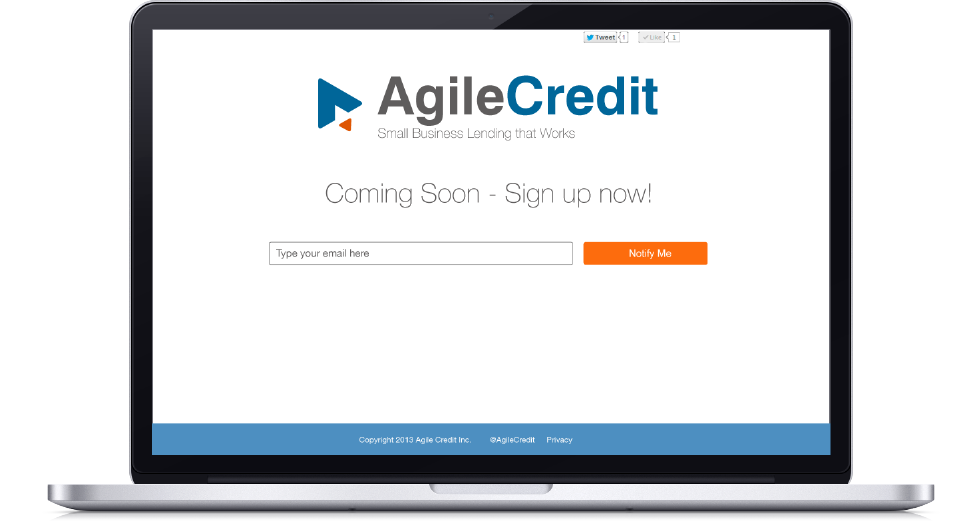 Tweet 1 Like 1
AgileCredit
Small Business Lending that Works
Coming Soon - Sign up now!
Type your email here Notify Me
Copyright 2013 Agile Credit Inc. @AgileCredit Privacy